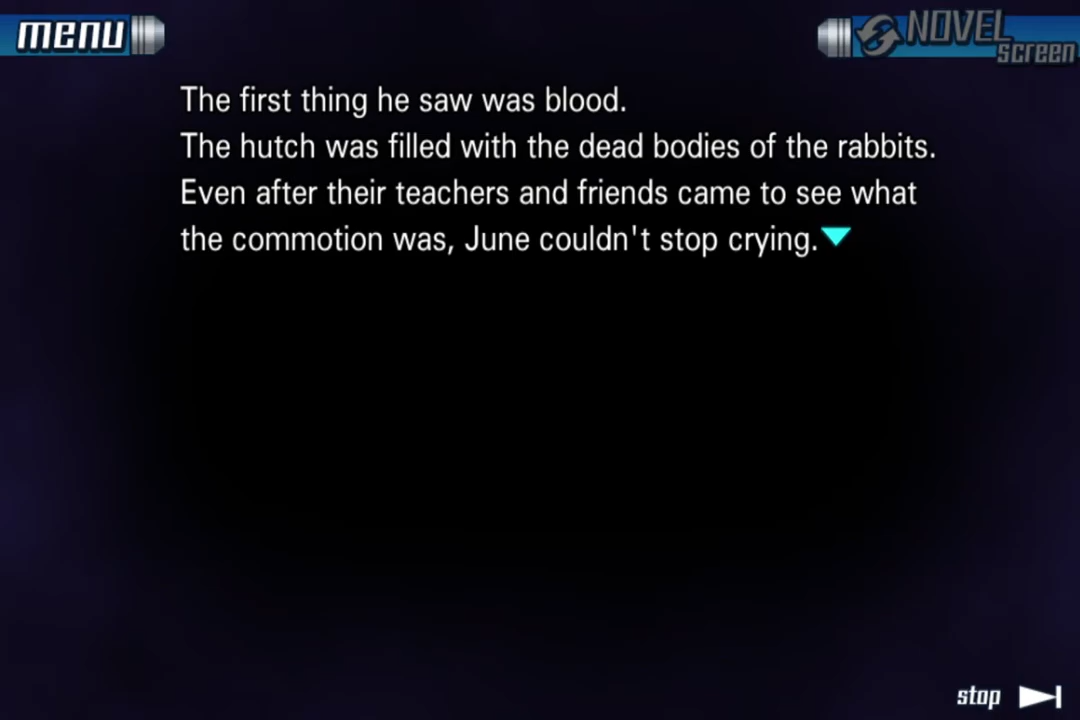 menu
NOVEL
screen
The first thing he saw was blood.
The hutch was filled with the dead bodies of the rabbits.
Even after their teachers and friends came to see what
the commotion was, June couldn't stop crying.
stop